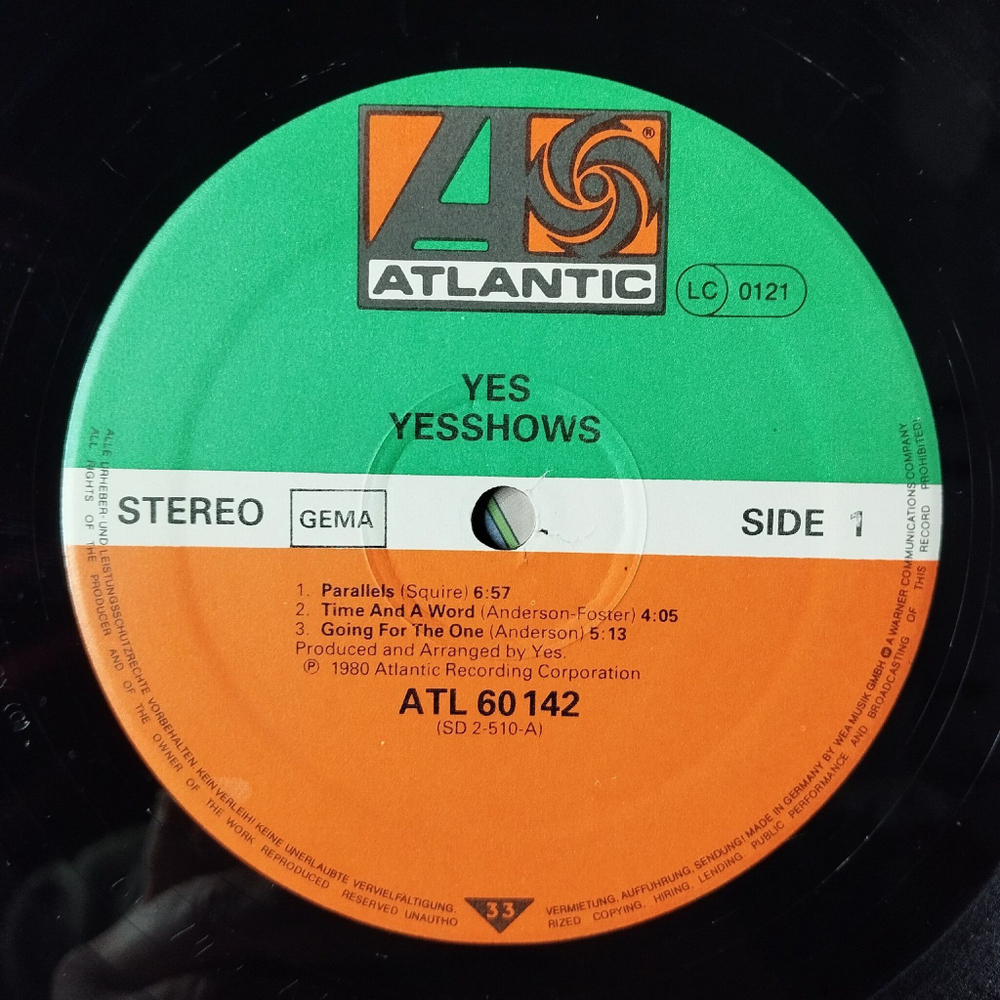 ATLANTIC
®
LC 0121
YES
YESSHOWS
STEREO GEMA SIDE 1
1. Parallels (Squire) 6:57
2. Time And A Word (Anderson-Foster) 4:05
3. Going For The One (Anderson) 5:13
Produced and Arranged by Yes.
℗ 1980 Atlantic Recording Corporation
ATL 60 142
(SD 2-510-A)
33
ALLE URHEBER- UND LEISTUNGSSCHUTZRECHTE VORBEHALTEN. KEIN VERLEIH! KEINE UNERLAUBTE VERVIELFÄLTIGUNG, VERMIETUNG, AUFFÜHRUNG, SENDUNG! MADE IN GERMANY BY WEA MUSIK GMBH A WARNER COMMUNICATIONS COMPANY
ALL RIGHTS OF THE PRODUCER AND OF THE OWNER OF THE WORK REPRODUCED RESERVED UNAUTHO RIZED COPYING, HIRING, LENDING, PUBLIC PERFORMANCE AND BROADCASTING OF THIS RECORD PROHIBITED!